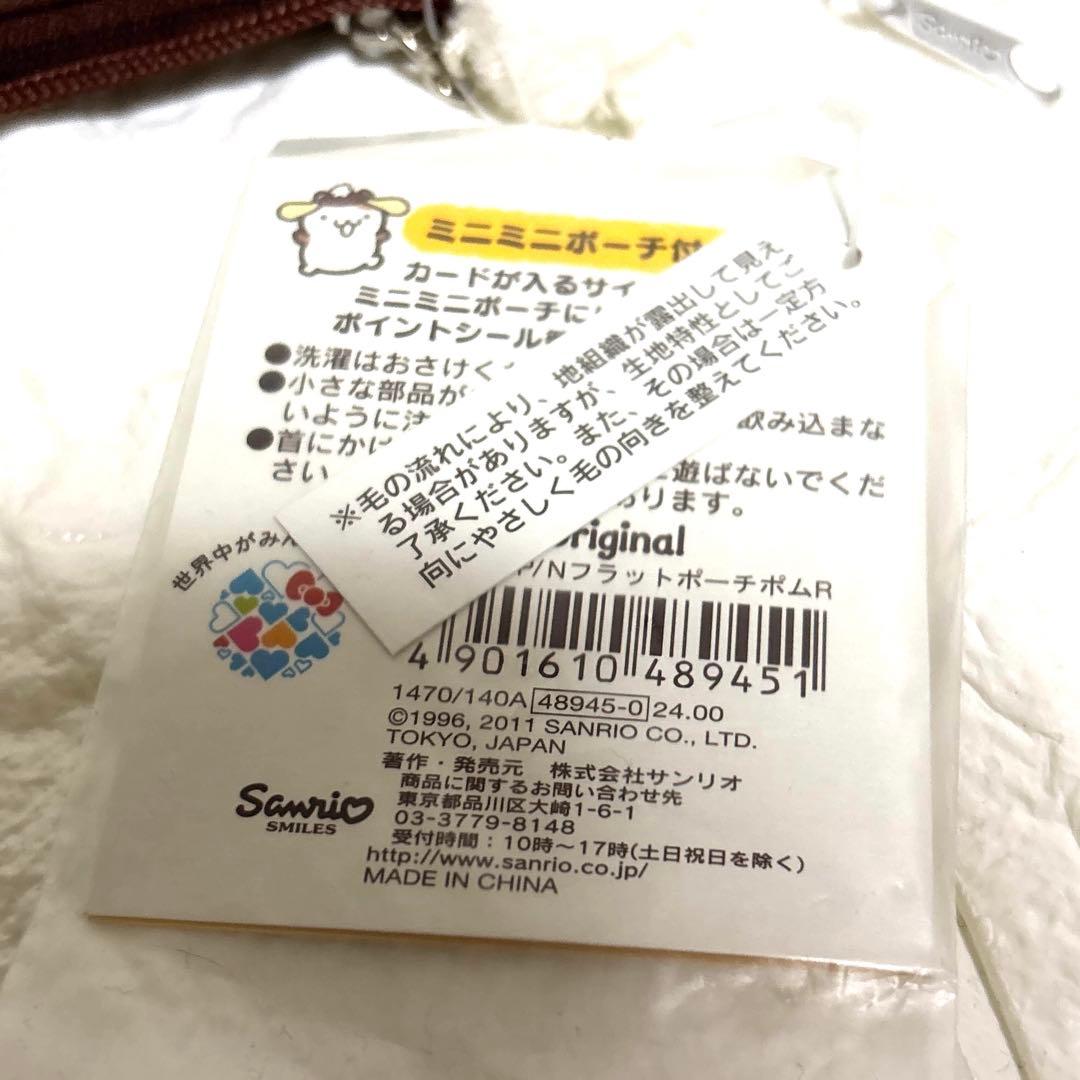 Sanrio
ミニミニポーチ付
カードが入るサイ
ミニミニポーチに
ポイントシール
●洗濯はおさけく
●小さな部品が
飲み込まな
いように注
●首にかけ
遊ばないでくだ
さい
あります。
※毛の流れにより、地組織が露出して見え
る場合がありますが、生地特性としてご
了承ください。また、その場合は一定方
向にやさしく毛の向きを整えてください。
世界中がみん
Original
P/NフラットポーチポムR
4 901610 489451
1470/140A 48945-0 24.00
©1996, 2011 SANRIO CO., LTD.
TOKYO, JAPAN
著作・発売元 株式会社サンリオ
商品に関するお問い合わせ先
東京都品川区大崎1-6-1
03-3779-8148
受付時間：10時～17時(土日祝日を除く)
http://www.sanrio.co.jp/
MADE IN CHINA
Sanrio
SMILES